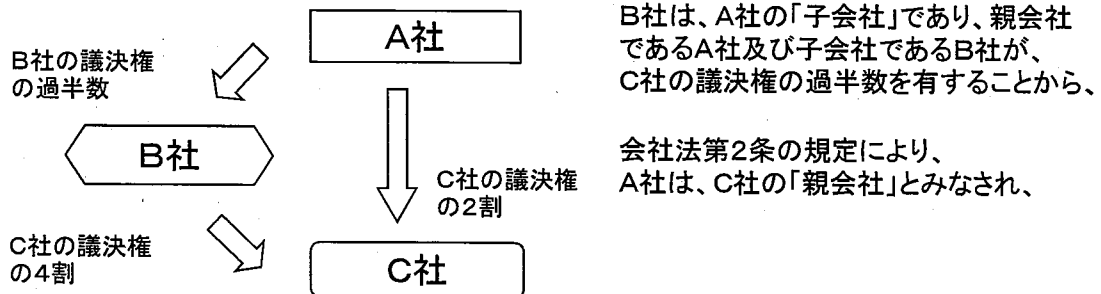 A社
B社の議決権
の過半数
B社
C社の議決権
の2割
C社の議決権
の4割
C社
B社は、A社の「子会社」であり、親会社
であるA社及び子会社であるB社が、
C社の議決権の過半数を有することから、
会社法第2条の規定により、
A社は、C社の「親会社」とみなされ、